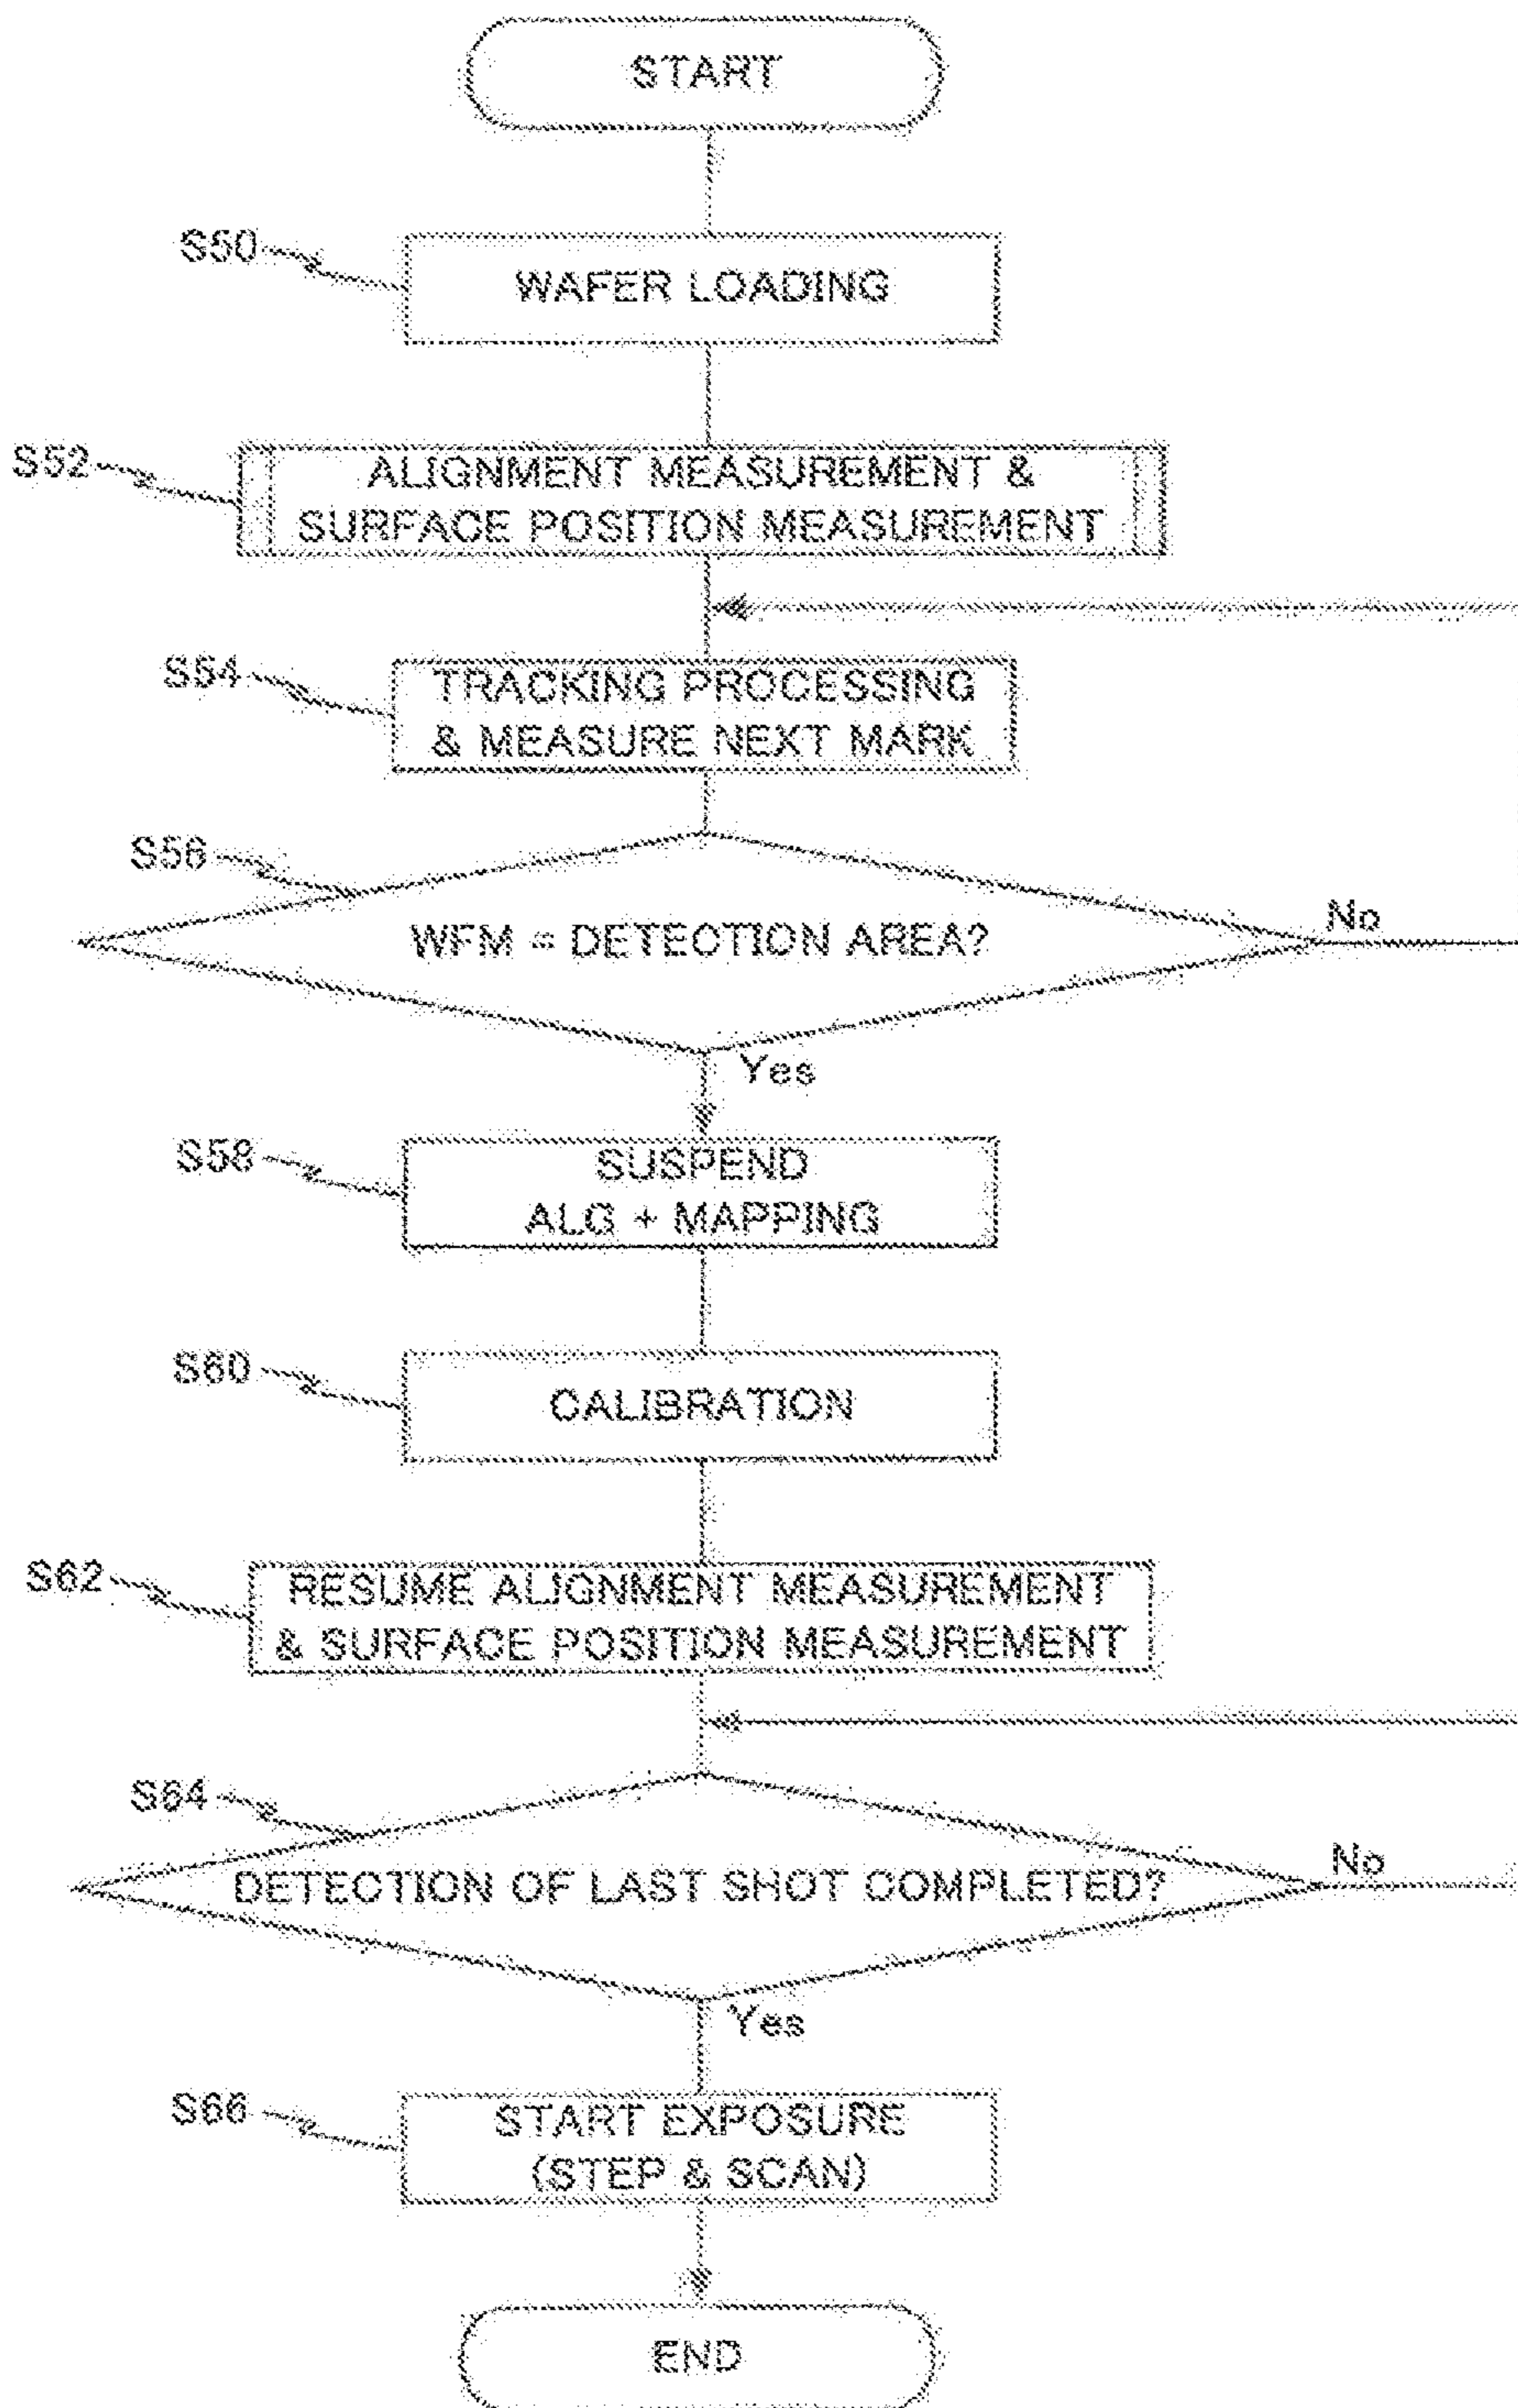 START
S50
WAFER LOADING
S52
ALIGNMENT MEASUREMENT &
SURFACE POSITION MEASUREMENT
S54
TRACKING PROCESSING
& MEASURE NEXT MARK
S56
WFM = DETECTION AREA?
No
Yes
S58
SUSPEND
ALG + MAPPING
S60
CALIBRATION
S62
RESUME ALIGNMENT MEASUREMENT
& SURFACE POSITION MEASUREMENT
S64
DETECTION OF LAST SHOT COMPLETED?
No
Yes
S66
START EXPOSURE
(STEP & SCAN)
END